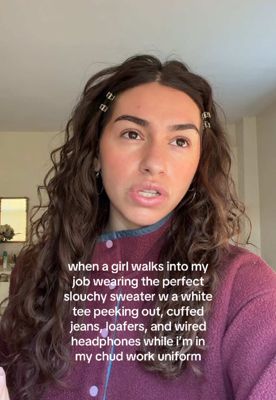 when a girl walks into my
job wearing the perfect
slouchy sweater w a white
tee peeking out, cuffed
jeans, loafers, and wired
headphones while i'm in
my chud work uniform